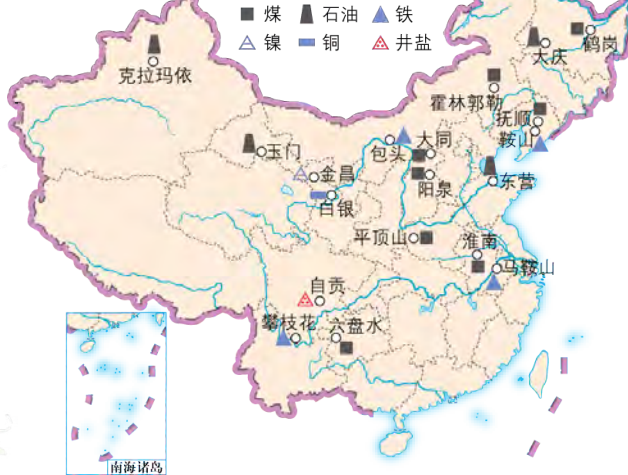 煤 石油 铁
镍 铜 井盐
鹤岗
大庆
克拉玛依
霍林郭勒
抚顺
鞍山
玉门
包头
大同
金昌
阳泉
东营
白银
平顶山
淮南
马鞍山
自贡
攀枝花
六盘水
南海诸岛